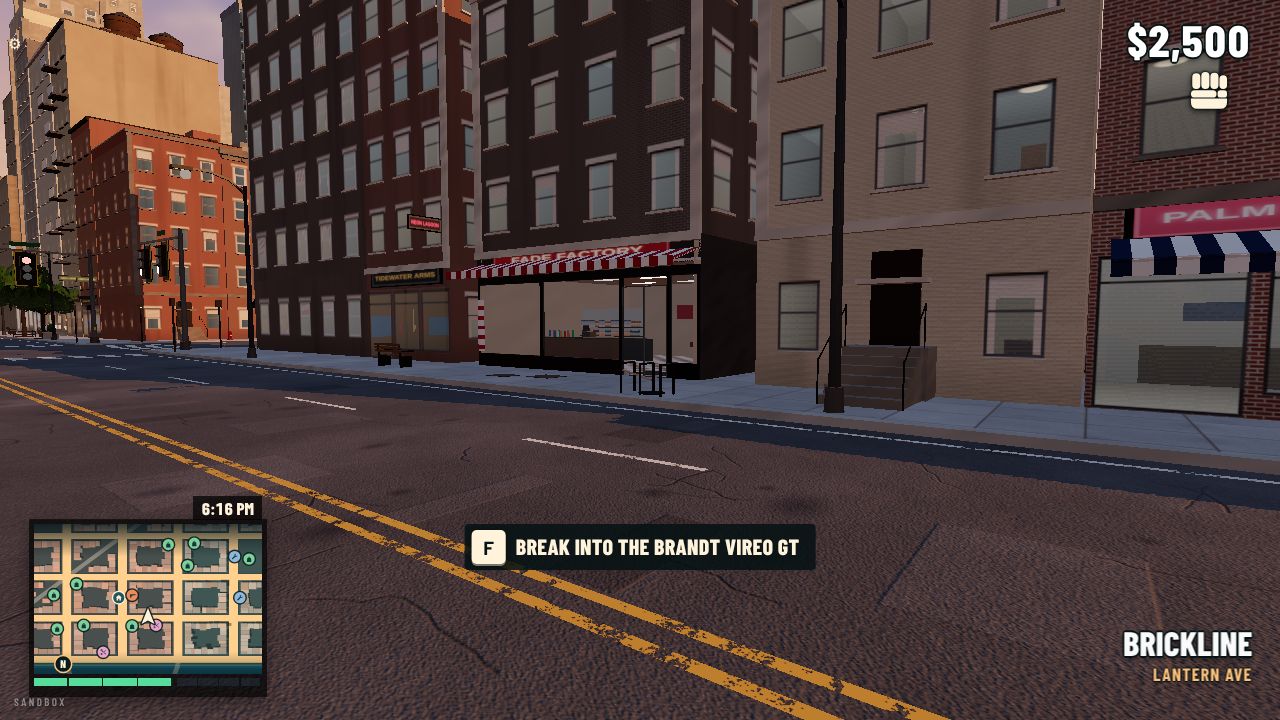 $2,500
NEON LAGOON
FADE FACTORY
TIDEWATER ARMS
PALM
6:16 PM
F BREAK INTO THE BRANDT VIREO GT
N
BRICKLINE
LANTERN AVE
SANDBOX